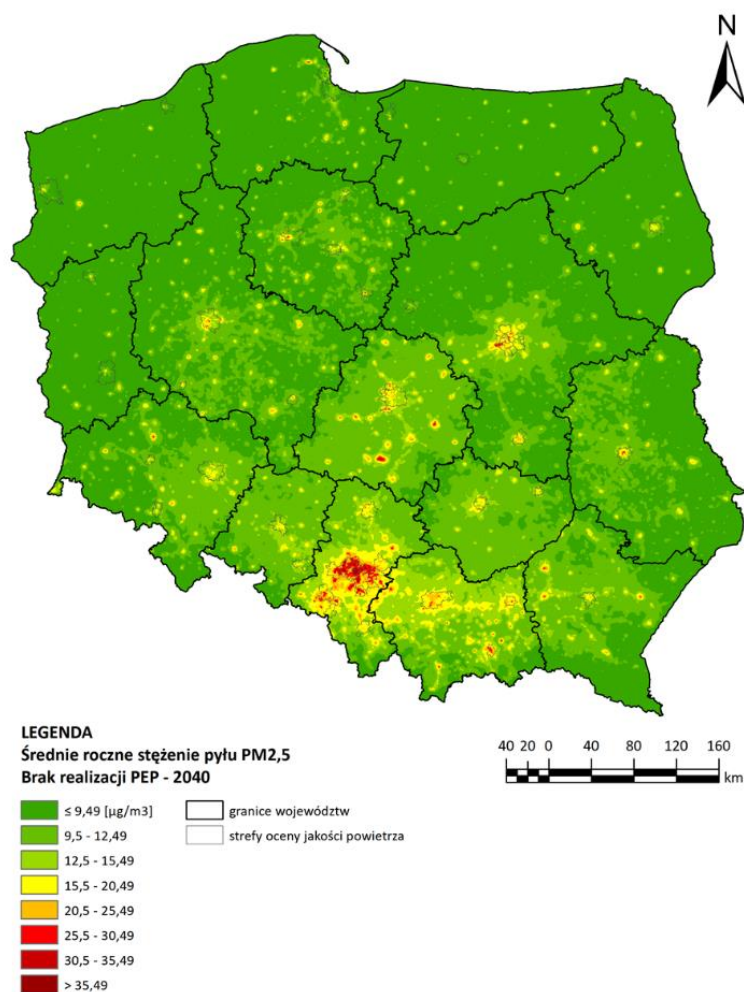 N
LEGENDA
Średnie roczne stężenie pyłu PM2,5
Brak realizacji PEP - 2040
40 20 0 40 80 120 160
km
≤ 9,49 [µg/m3]
9,5 - 12,49
12,5 - 15,49
15,5 - 20,49
20,5 - 25,49
25,5 - 30,49
30,5 - 35,49
> 35,49
granice województw
strefy oceny jakości powietrza